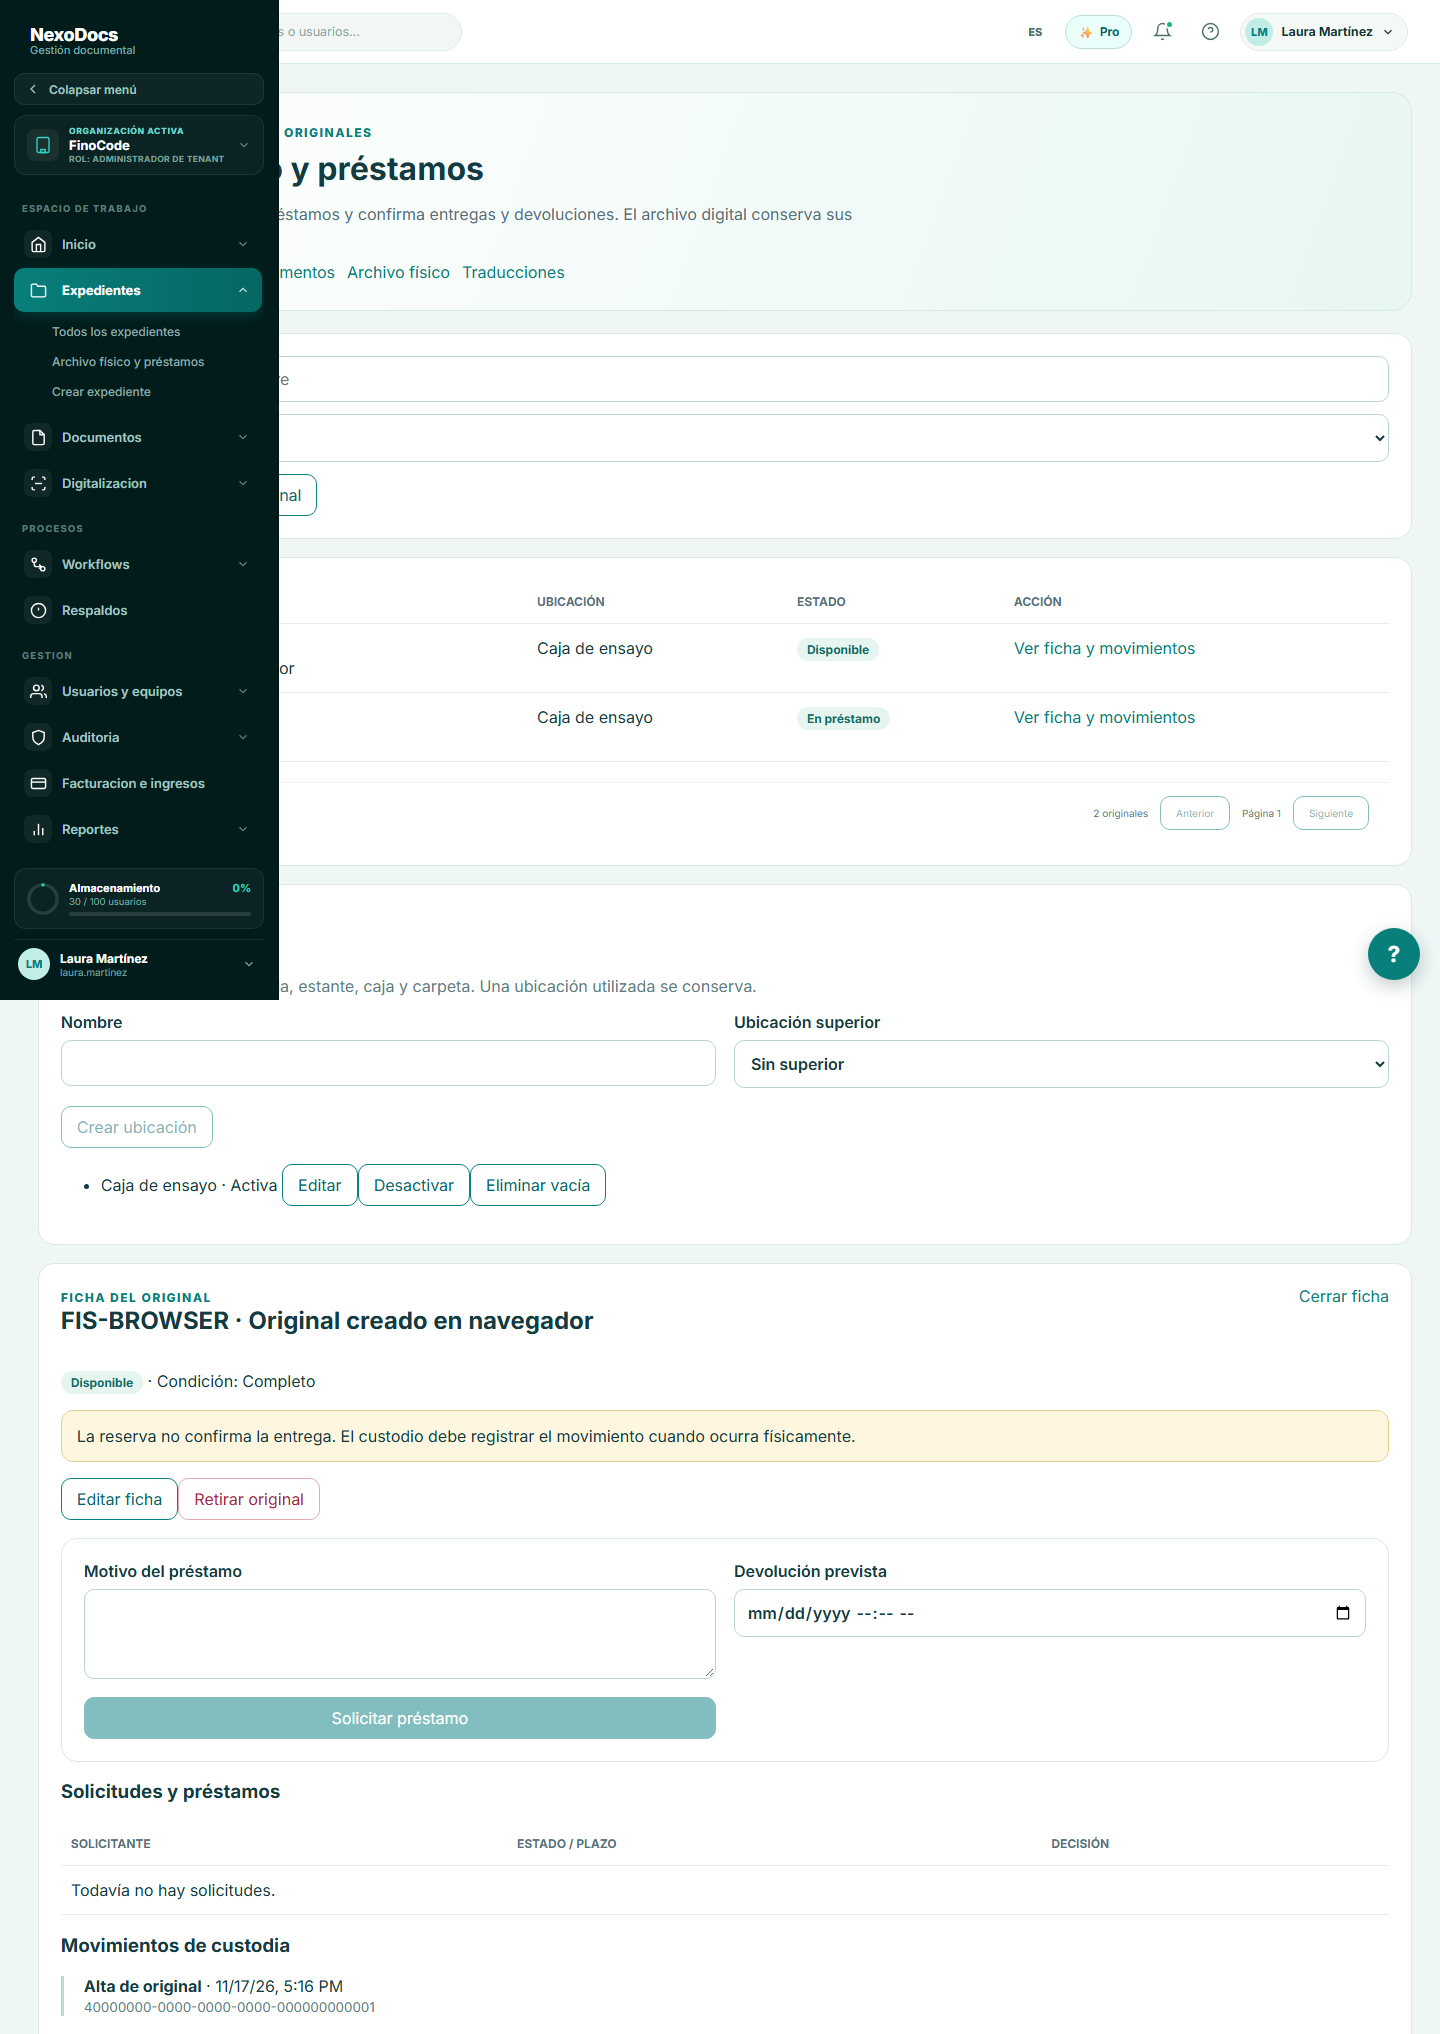 NexoDocs
Gestión documental
Colapsar menú
ORGANIZACIÓN ACTIVA
FinoCode
ROL: ADMINISTRADOR DE TENANT
ESPACIO DE TRABAJO
Inicio
Expedientes
Todos los expedientes
Archivo físico y préstamos
Crear expediente
Documentos
Digitalizacion
PROCESOS
Workflows
Respaldos
GESTION
Usuarios y equipos
Auditoria
Facturacion e ingresos
Reportes
Almacenamiento 0%
30 / 100 usuarios
LM Laura Martínez
laura.martinez
s o usuarios...
ES
Pro
LM Laura Martínez
ORIGINALES
y préstamos
éstamos y confirma entregas y devoluciones. El archivo digital conserva sus
mentos Archivo físico Traducciones
re
nal
UBICACIÓN ESTADO ACCIÓN
Caja de ensayo Disponible Ver ficha y movimientos
or
Caja de ensayo En préstamo Ver ficha y movimientos
2 originales Anterior Página 1 Siguiente
?
a, estante, caja y carpeta. Una ubicación utilizada se conserva.
Nombre Ubicación superior
Sin superior
Crear ubicación
• Caja de ensayo · Activa Editar Desactivar Eliminar vacía
FICHA DEL ORIGINAL
Cerrar ficha
FIS-BROWSER · Original creado en navegador
Disponible · Condición: Completo
La reserva no confirma la entrega. El custodio debe registrar el movimiento cuando ocurra físicamente.
Editar ficha Retirar original
Motivo del préstamo Devolución prevista
mm/dd/yyyy --:-- --
Solicitar préstamo
Solicitudes y préstamos
SOLICITANTE ESTADO / PLAZO DECISIÓN
Todavía no hay solicitudes.
Movimientos de custodia
Alta de original · 11/17/26, 5:16 PM
40000000-0000-0000-0000-000000000001